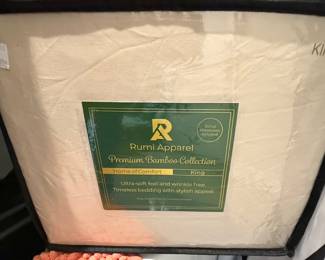 KI
R
Rumi Apparel
Premium Bamboo Collection
Home of Comfort
King
Ultra-soft feel and wrinkle free,
Timeless bedding with stylish appeal.